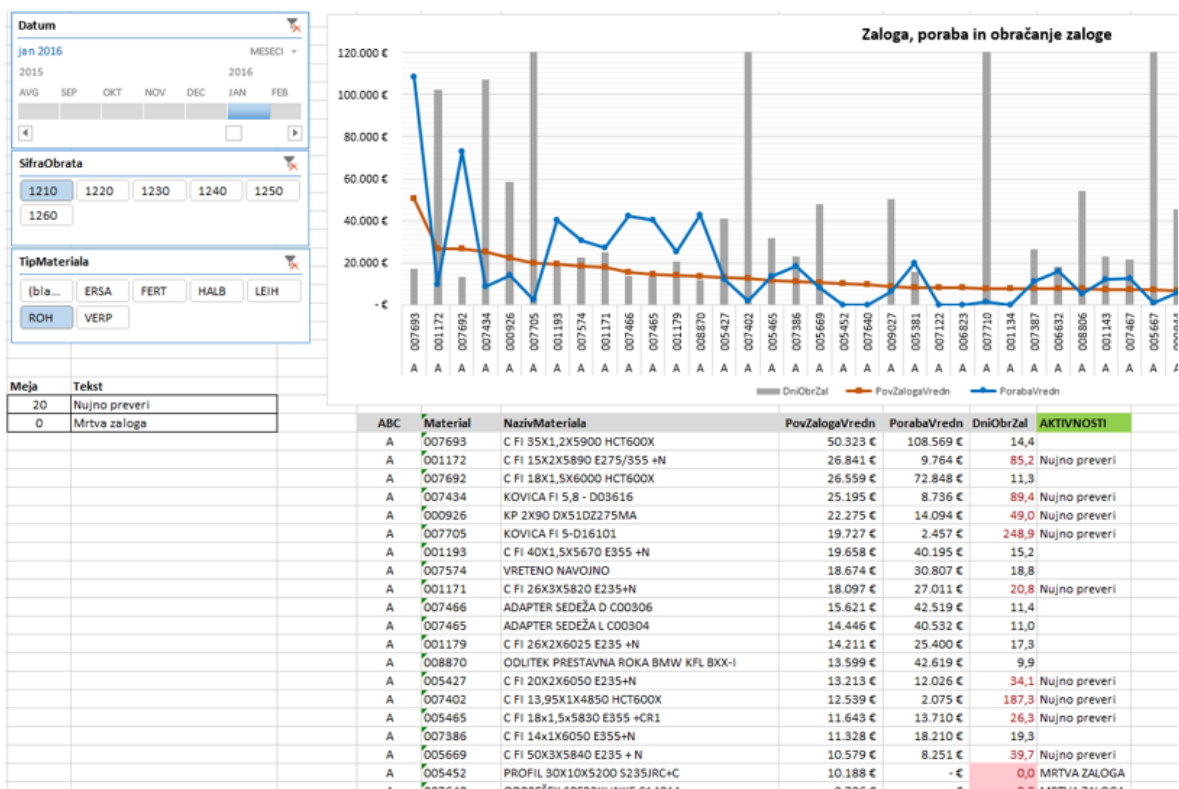 Datum
jan 2016 MESECI
2015 2016
AVG SEP OKT NOV DEC JAN FEB
SifraObrata
1210 1220 1230 1240 1250
1260
TipMateriala
(bla... ERSA FERT HALB LEIH
ROH VERP
Meja Tekst
20 Nujno preveri
0 Mrtva zaloga
Zaloga, poraba in obračanje zaloge
120.000 €
100.000 €
80.000 €
60.000 €
40.000 €
20.000 €
- €
007693 001172 007692 007434 000926 007705 001193 007574 001171 007466 007465 001179 008870 005427 007402 005465 007386 005669 005452 007640 009027 005381 007122 006823 007710 001134 007387 006632 008806 001143 007467 005667
A A A A A A A A A A A A A A A A A A A A A A A A A A A A A A A A A
DniObrZal PovZalogaVredn PorabaVredn
ABC Material NazivMateriala PovZalogaVredn PorabaVredn DniObrZal AKTIVNOSTI
A 007693 C FI 35X1,2X5900 HCT600X 50.323 € 108.569 € 14,4
A 001172 C FI 15X2X5890 E275/355 +N 26.841 € 9.764 € 85,2 Nujno preveri
A 007692 C FI 18X1,5X6000 HCT600X 26.559 € 72.848 € 11,3
A 007434 KOVICA FI 5,8 - D03616 25.195 € 8.736 € 89,4 Nujno preveri
A 000926 KP 2X90 DX51DZ275MA 22.275 € 14.094 € 49,0 Nujno preveri
A 007705 KOVICA FI 5-D16101 19.727 € 2.457 € 248,9 Nujno preveri
A 001193 C FI 40X1,5X5670 E355 +N 19.658 € 40.195 € 15,2
A 007574 VRETENO NAVOJNO 18.674 € 30.807 € 18,8
A 001171 C FI 26X3X5820 E235+N 18.097 € 27.011 € 20,8 Nujno preveri
A 007466 ADAPTER SEDEŽA D C00306 15.621 € 42.519 € 11,4
A 007465 ADAPTER SEDEŽA L C00304 14.446 € 40.532 € 11,0
A 001179 C FI 26X2X6025 E235 +N 14.211 € 25.400 € 17,3
A 008870 ODLITEK PRESTAVNA ROKA BMW KFL BXX-I 13.599 € 42.619 € 9,9
A 005427 C FI 20X2X6050 E235+N 13.213 € 12.026 € 34,1 Nujno preveri
A 007402 C FI 13,95X1X4850 HCT600X 12.539 € 2.075 € 187,3 Nujno preveri
A 005465 C FI 18x1,5x5830 E355 +CR1 11.643 € 13.710 € 26,3 Nujno preveri
A 007386 C FI 14x1X6050 E355+N 11.328 € 18.210 € 19,3
A 005669 C FI 50X3X5840 E235 + N 10.579 € 8.251 € 39,7 Nujno preveri
A 005452 PROFIL 30X10X5200 S235JRC+C 10.188 € - € 0,0 MRTVA ZALOGA